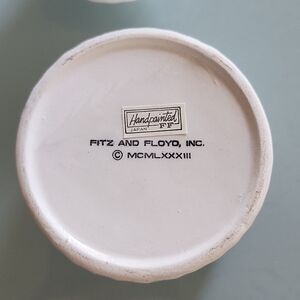 Handpainted
JAPAN FF
FITZ AND FLOYD, INC.
© MCMLXXXIII